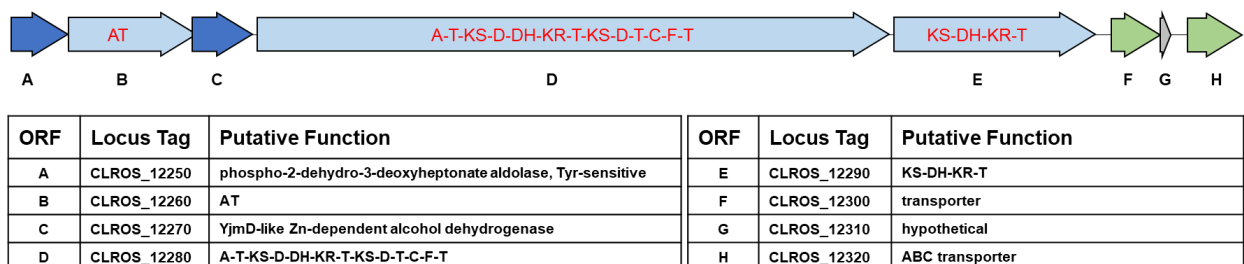 AT A-T-KS-D-DH-KR-T-KS-D-T-C-F-T KS-DH-KR-T
A B C D E F G H
ORF Locus Tag Putative Function ORF Locus Tag Putative Function
A CLROS_12250 phospho-2-dehydro-3-deoxyheptonate aldolase, Tyr-sensitive E CLROS_12290 KS-DH-KR-T
B CLROS_12260 AT F CLROS_12300 transporter
C CLROS_12270 YjmD-like Zn-dependent alcohol dehydrogenase G CLROS_12310 hypothetical
D CLROS_12280 A-T-KS-D-DH-KR-T-KS-D-T-C-F-T H CLROS_12320 ABC transporter